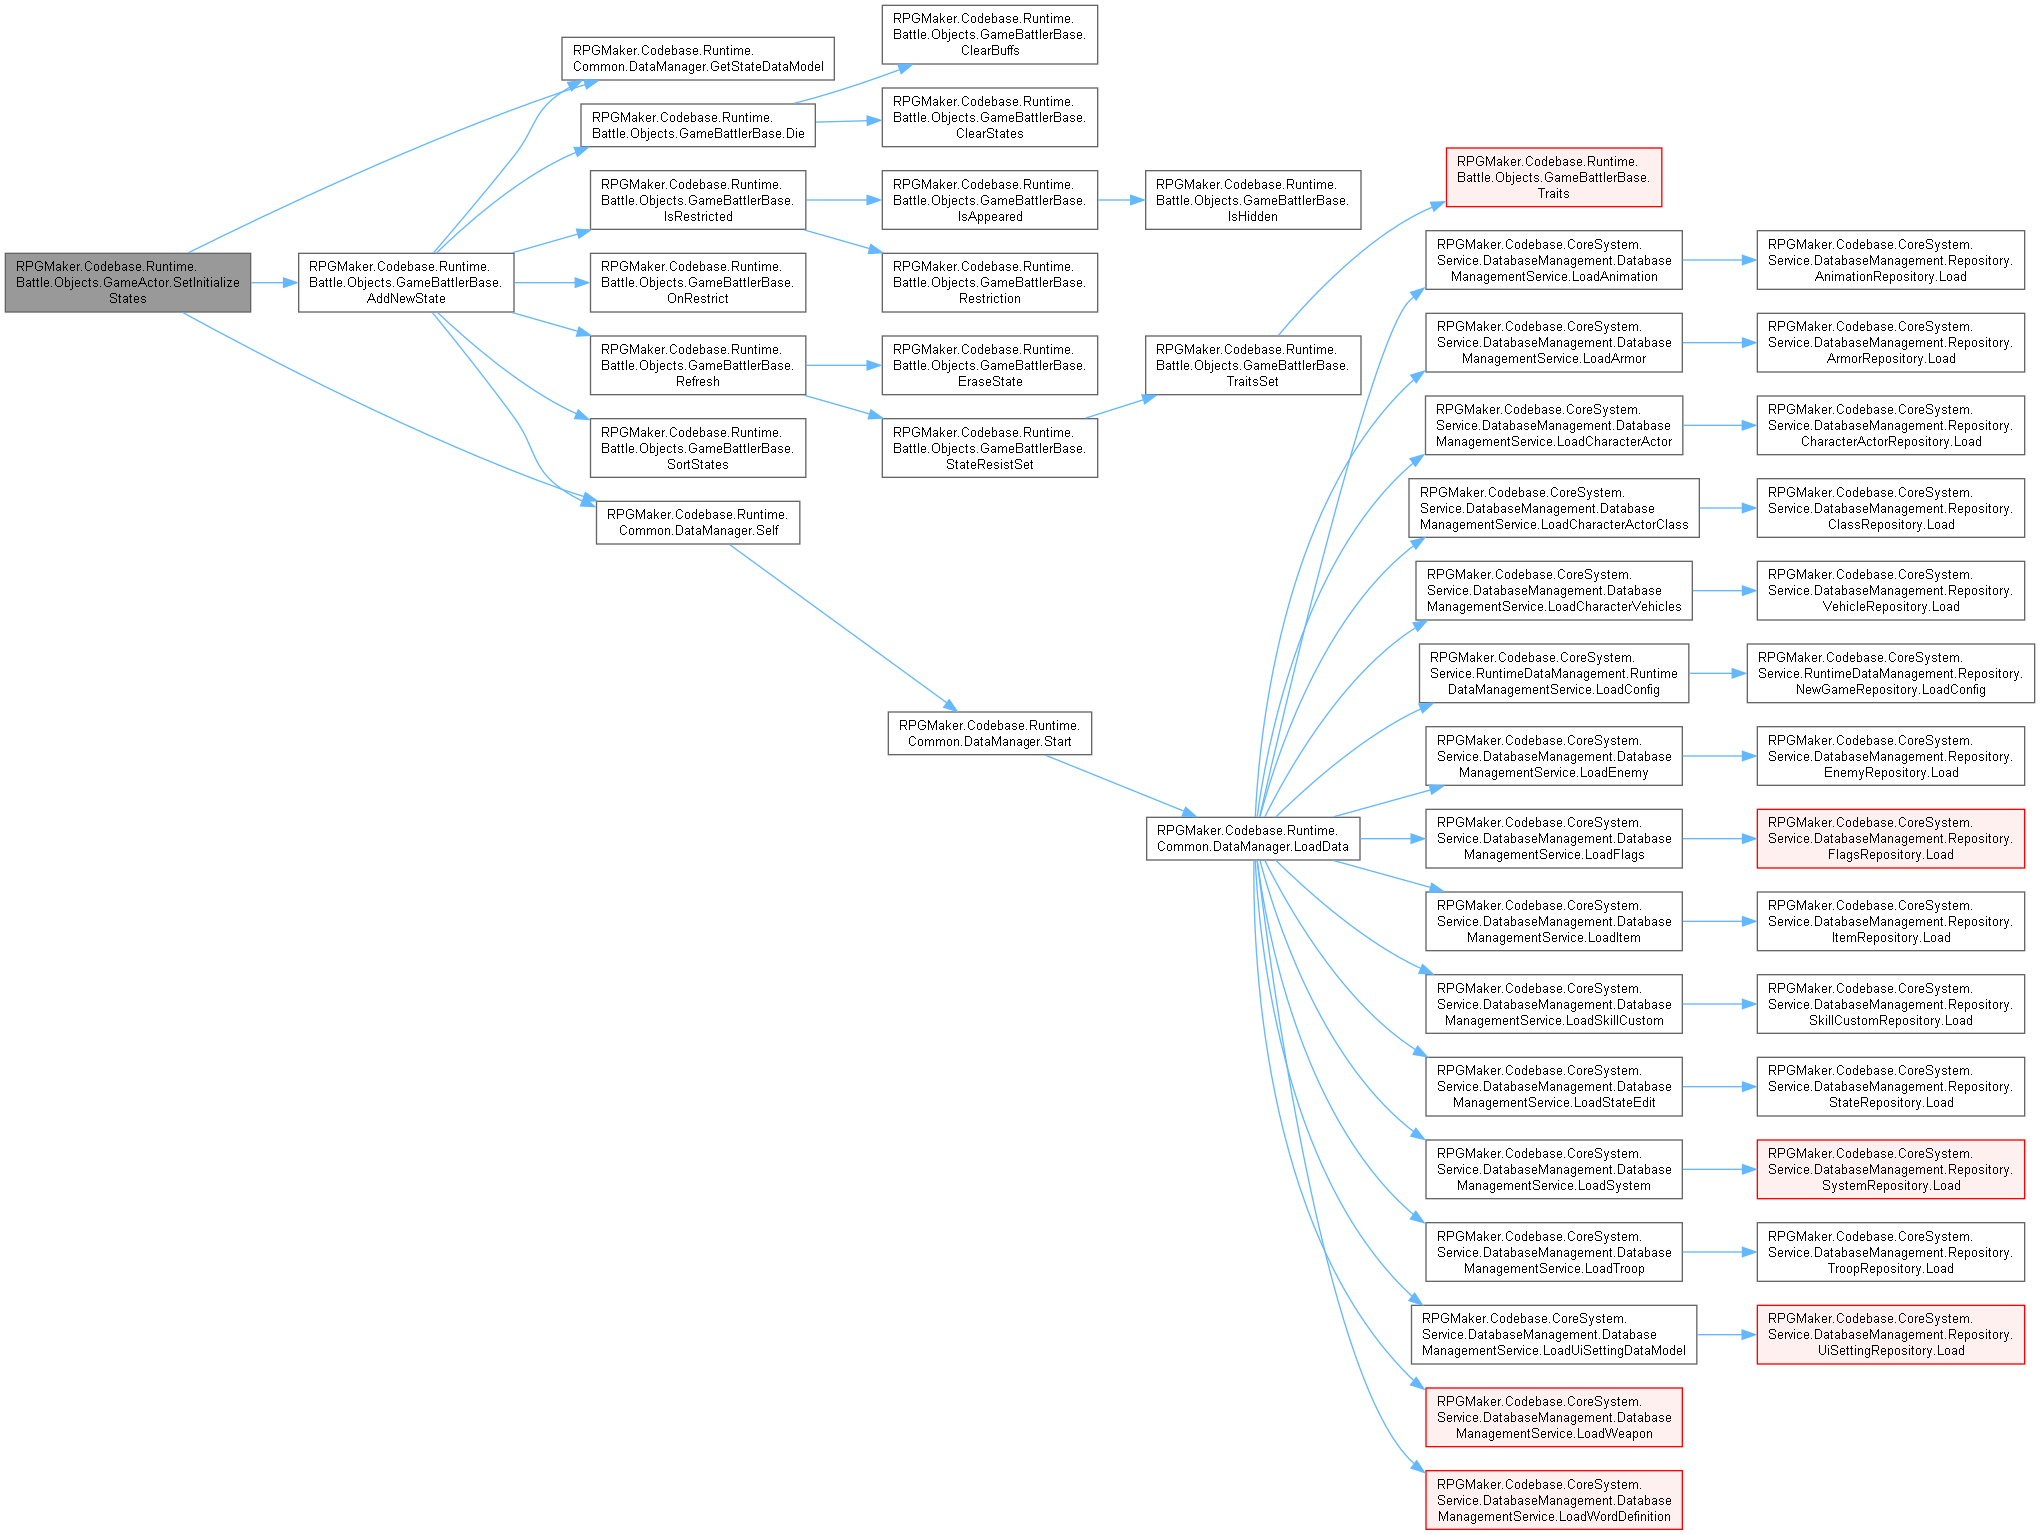 RPGMaker.Codebase.Runtime.
Battle.Objects.GameActor.SetInitialize
States
RPGMaker.Codebase.Runtime.
Common.DataManager.GetStateDataModel
RPGMaker.Codebase.Runtime.
Battle.Objects.GameBattlerBase.
AddNewState
RPGMaker.Codebase.Runtime.
Battle.Objects.GameBattlerBase.Die
RPGMaker.Codebase.Runtime.
Battle.Objects.GameBattlerBase.
IsRestricted
RPGMaker.Codebase.Runtime.
Battle.Objects.GameBattlerBase.
OnRestrict
RPGMaker.Codebase.Runtime.
Battle.Objects.GameBattlerBase.
Refresh
RPGMaker.Codebase.Runtime.
Battle.Objects.GameBattlerBase.
SortStates
RPGMaker.Codebase.Runtime.
Common.DataManager.Self
RPGMaker.Codebase.Runtime.
Battle.Objects.GameBattlerBase.
ClearBuffs
RPGMaker.Codebase.Runtime.
Battle.Objects.GameBattlerBase.
ClearStates
RPGMaker.Codebase.Runtime.
Battle.Objects.GameBattlerBase.
IsAppeared
RPGMaker.Codebase.Runtime.
Battle.Objects.GameBattlerBase.
Restriction
RPGMaker.Codebase.Runtime.
Battle.Objects.GameBattlerBase.
EraseState
RPGMaker.Codebase.Runtime.
Battle.Objects.GameBattlerBase.
StateResistSet
RPGMaker.Codebase.Runtime.
Common.DataManager.Start
RPGMaker.Codebase.Runtime.
Battle.Objects.GameBattlerBase.
IsHidden
RPGMaker.Codebase.Runtime.
Battle.Objects.GameBattlerBase.
TraitsSet
RPGMaker.Codebase.Runtime.
Common.DataManager.LoadData
RPGMaker.Codebase.Runtime.
Battle.Objects.GameBattlerBase.
Traits
RPGMaker.Codebase.CoreSystem.
Service.DatabaseManagement.Database
ManagementService.LoadAnimation
RPGMaker.Codebase.CoreSystem.
Service.DatabaseManagement.Database
ManagementService.LoadArmor
RPGMaker.Codebase.CoreSystem.
Service.DatabaseManagement.Database
ManagementService.LoadCharacterActor
RPGMaker.Codebase.CoreSystem.
Service.DatabaseManagement.Database
ManagementService.LoadCharacterActorClass
RPGMaker.Codebase.CoreSystem.
Service.DatabaseManagement.Database
ManagementService.LoadCharacterVehicles
RPGMaker.Codebase.CoreSystem.
Service.RuntimeDataManagement.Runtime
DataManagementService.LoadConfig
RPGMaker.Codebase.CoreSystem.
Service.DatabaseManagement.Database
ManagementService.LoadEnemy
RPGMaker.Codebase.CoreSystem.
Service.DatabaseManagement.Database
ManagementService.LoadFlags
RPGMaker.Codebase.CoreSystem.
Service.DatabaseManagement.Database
ManagementService.LoadItem
RPGMaker.Codebase.CoreSystem.
Service.DatabaseManagement.Database
ManagementService.LoadSkillCustom
RPGMaker.Codebase.CoreSystem.
Service.DatabaseManagement.Database
ManagementService.LoadStateEdit
RPGMaker.Codebase.CoreSystem.
Service.DatabaseManagement.Database
ManagementService.LoadSystem
RPGMaker.Codebase.CoreSystem.
Service.DatabaseManagement.Database
ManagementService.LoadTroop
RPGMaker.Codebase.CoreSystem.
Service.DatabaseManagement.Database
ManagementService.LoadUiSettingDataModel
RPGMaker.Codebase.CoreSystem.
Service.DatabaseManagement.Database
ManagementService.LoadWeapon
RPGMaker.Codebase.CoreSystem.
Service.DatabaseManagement.Database
ManagementService.LoadWordDefinition
RPGMaker.Codebase.CoreSystem.
Service.DatabaseManagement.Repository.
AnimationRepository.Load
RPGMaker.Codebase.CoreSystem.
Service.DatabaseManagement.Repository.
ArmorRepository.Load
RPGMaker.Codebase.CoreSystem.
Service.DatabaseManagement.Repository.
CharacterActorRepository.Load
RPGMaker.Codebase.CoreSystem.
Service.DatabaseManagement.Repository.
ClassRepository.Load
RPGMaker.Codebase.CoreSystem.
Service.DatabaseManagement.Repository.
VehicleRepository.Load
RPGMaker.Codebase.CoreSystem.
Service.RuntimeDataManagement.Repository.
NewGameRepository.LoadConfig
RPGMaker.Codebase.CoreSystem.
Service.DatabaseManagement.Repository.
EnemyRepository.Load
RPGMaker.Codebase.CoreSystem.
Service.DatabaseManagement.Repository.
FlagsRepository.Load
RPGMaker.Codebase.CoreSystem.
Service.DatabaseManagement.Repository.
ItemRepository.Load
RPGMaker.Codebase.CoreSystem.
Service.DatabaseManagement.Repository.
SkillCustomRepository.Load
RPGMaker.Codebase.CoreSystem.
Service.DatabaseManagement.Repository.
StateRepository.Load
RPGMaker.Codebase.CoreSystem.
Service.DatabaseManagement.Repository.
SystemRepository.Load
RPGMaker.Codebase.CoreSystem.
Service.DatabaseManagement.Repository.
TroopRepository.Load
RPGMaker.Codebase.CoreSystem.
Service.DatabaseManagement.Repository.
UiSettingRepository.Load